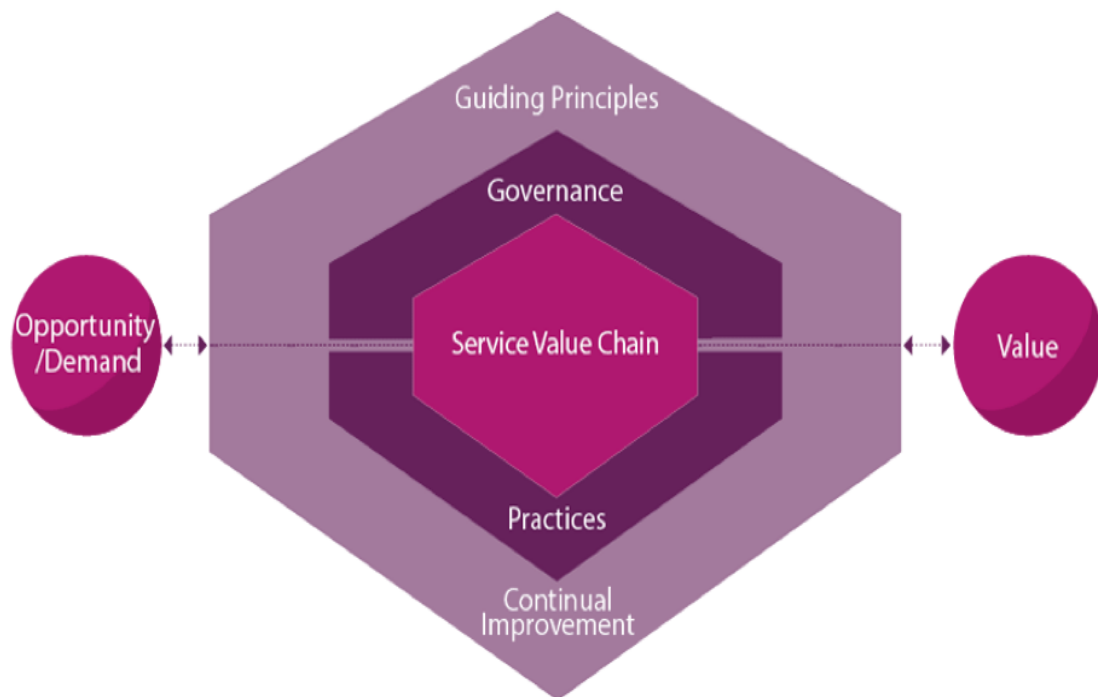 Guiding Principles
Governance
Opportunity
/Demand
Service Value Chain
Value
Practices
Continual
Improvement